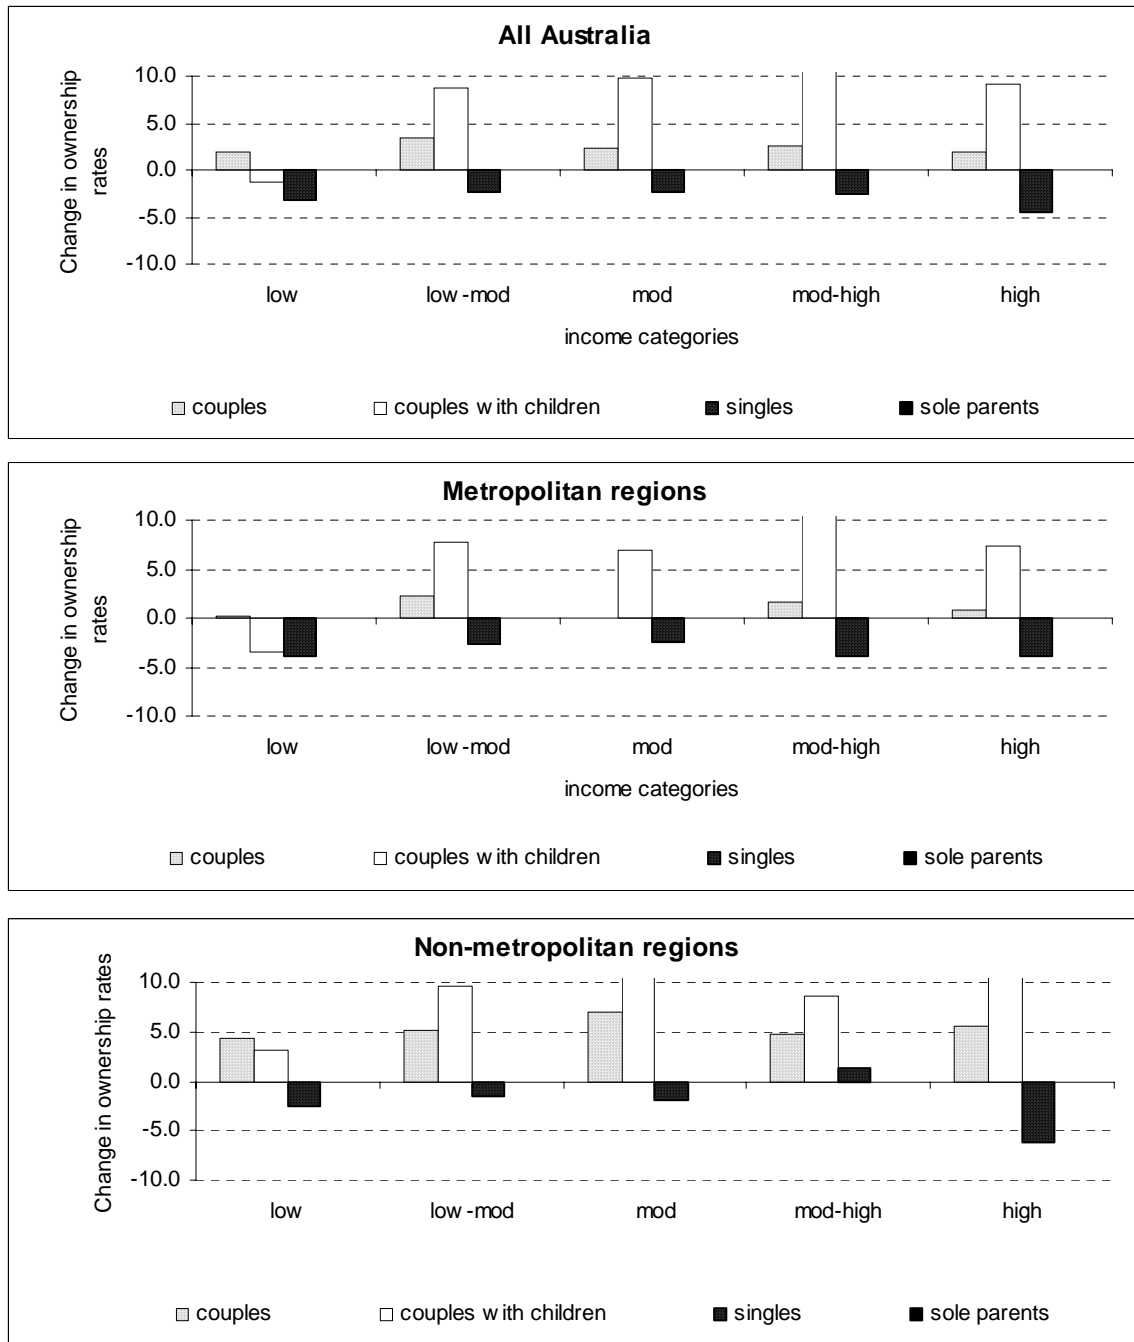 All Australia
Change in ownership
rates
10.0
5.0
0.0
-5.0
-10.0
low low-mod mod mod-high high
income categories
couples couples with children singles sole parents
Metropolitan regions
Change in ownership
rates
10.0
5.0
0.0
-5.0
-10.0
low low-mod mod mod-high high
income categories
couples couples with children singles sole parents
Non-metropolitan regions
Change in ownership rates
10.0
5.0
0.0
-5.0
-10.0
low low-mod mod mod-high high
couples couples with children singles sole parents